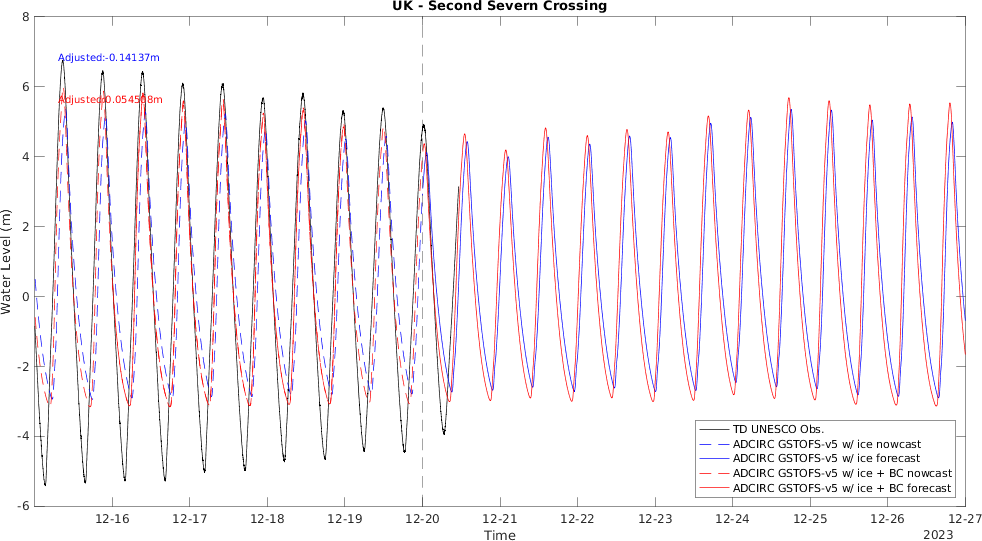 UK - Second Severn Crossing
8
6
4
2
0
-2
-4
-6
Water Level (m)
Adjusted:-0.14137m
12-16
12-17
12-18
12-19
12-20
12-21
12-22
12-23
12-24
12-25
12-26
12-27
Time
2023
TD UNESCO Obs.
ADCIRC GSTOFS-v5 w/ ice nowcast
ADCIRC GSTOFS-v5 w/ ice forecast
ADCIRC GSTOFS-v5 w/ ice + BC nowcast
ADCIRC GSTOFS-v5 w/ ice + BC forecast